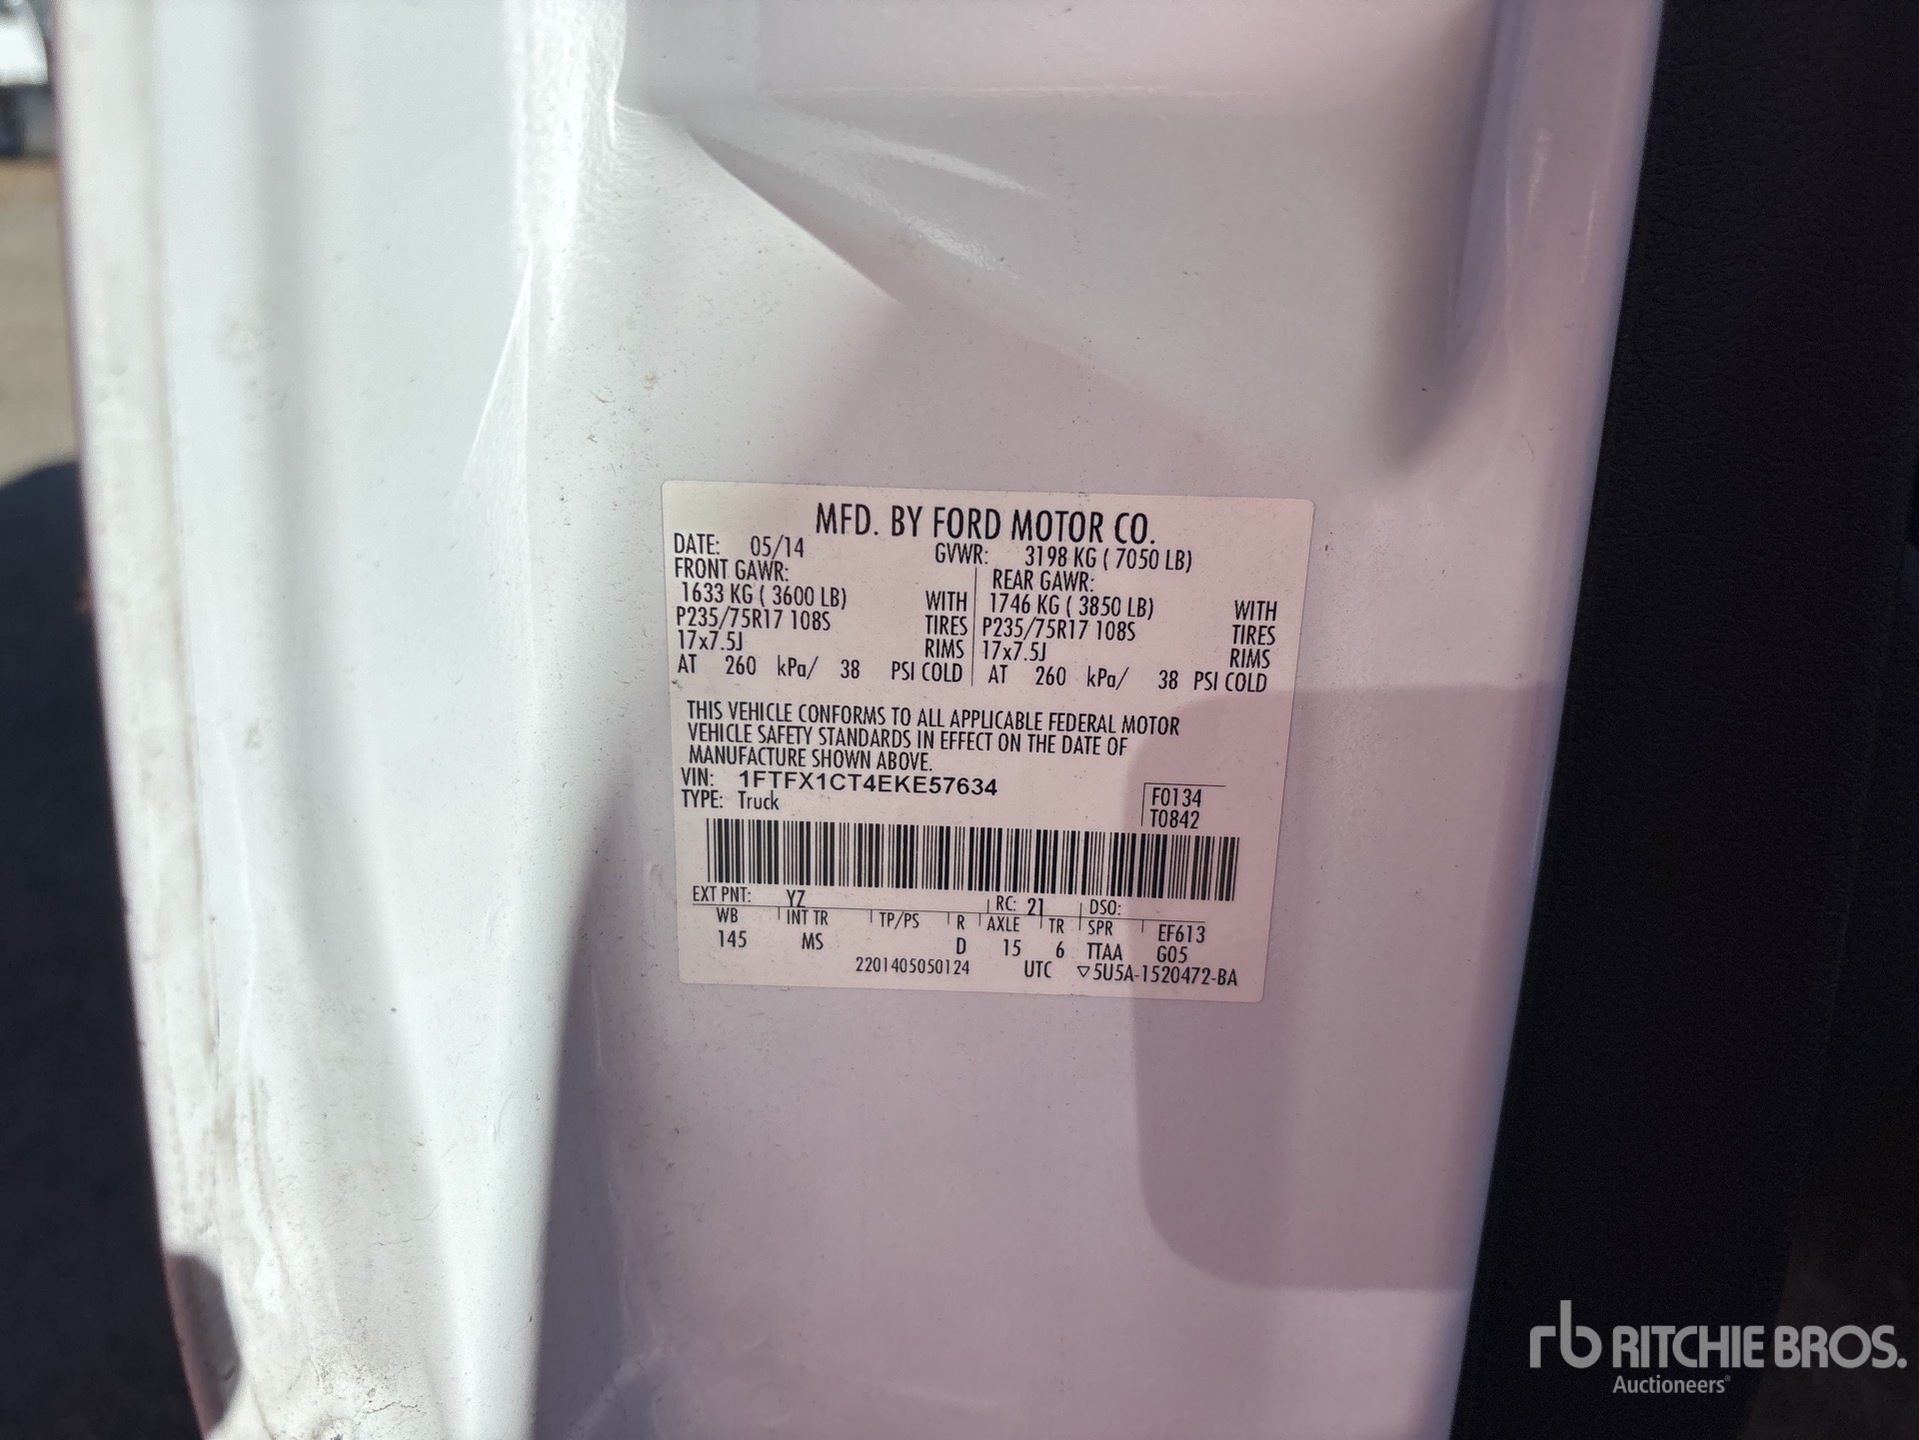 MFD. BY FORD MOTOR CO.
DATE: 05/14 GVWR: 3198 KG ( 7050 LB)
FRONT GAWR: REAR GAWR:
1633 KG ( 3600 LB) WITH 1746 KG ( 3850 LB) WITH
P235/75R17 108S TIRES P235/75R17 108S TIRES
17x7.5J RIMS 17x7.5J RIMS
AT 260 kPa/ 38 PSI COLD AT 260 kPa/ 38 PSI COLD
THIS VEHICLE CONFORMS TO ALL APPLICABLE FEDERAL MOTOR
VEHICLE SAFETY STANDARDS IN EFFECT ON THE DATE OF
MANUFACTURE SHOWN ABOVE.
VIN: 1FTFX1CT4EKE57634
TYPE: Truck F0134
T0842
EXT PNT: YZ RC: 21 DSO:
WB INT TR TP/PS R AXLE TR SPR EF613
145 MS D 15 6 TTAA G05
2201405050124 UTC ▽5U5A-1520472-BA
rb RITCHIE BROS.
Auctioneers®